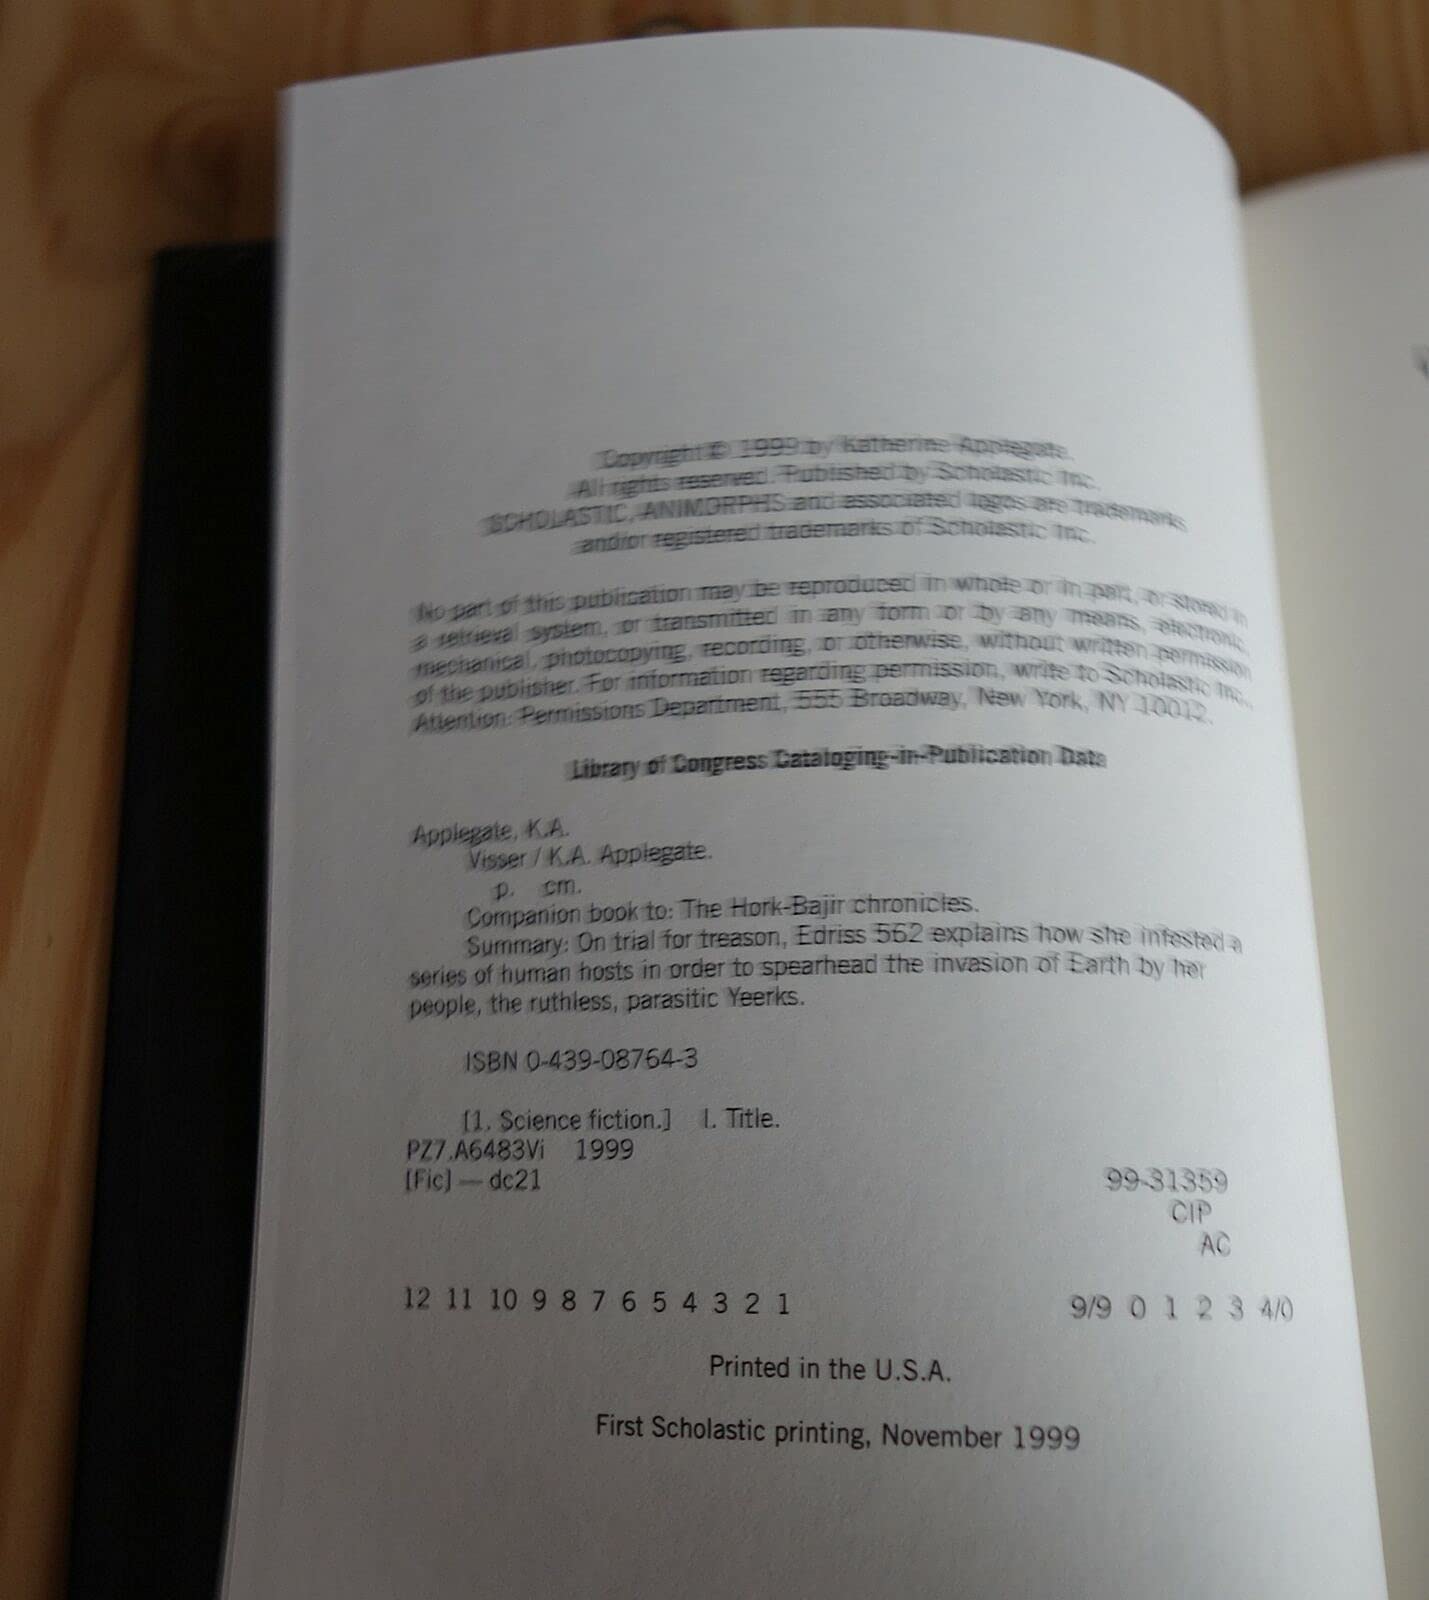 Copyright © 1999 by Katherine Applegate.
All rights reserved. Published by Scholastic Inc.
SCHOLASTIC, ANIMORPHS and associated logos are trademarks
and/or registered trademarks of Scholastic Inc.
No part of this publication may be reproduced in whole or in part, or stored in
a retrieval system, or transmitted in any form or by any means, electronic,
mechanical, photocopying, recording, or otherwise, without written permission
of the publisher. For information regarding permission, write to Scholastic Inc.,
Attention: Permissions Department, 555 Broadway, New York, NY 10012.
Library of Congress Cataloging-in-Publication Data
Applegate, K.A.
Visser / K.A. Applegate.
p. cm.
Companion book to: The Hork-Bajir chronicles.
Summary: On trial for treason, Edriss 562 explains how she infested a
series of human hosts in order to spearhead the invasion of Earth by her
people, the ruthless, parasitic Yeerks.
ISBN 0-439-08764-3
[1. Science fiction.] I. Title.
PZ7.A6483Vi 1999
[Fic] — dc21 99-31359
CIP
AC
12 11 10 9 8 7 6 5 4 3 2 1 9/9 0 1 2 3 4/0
Printed in the U.S.A.
First Scholastic printing, November 1999